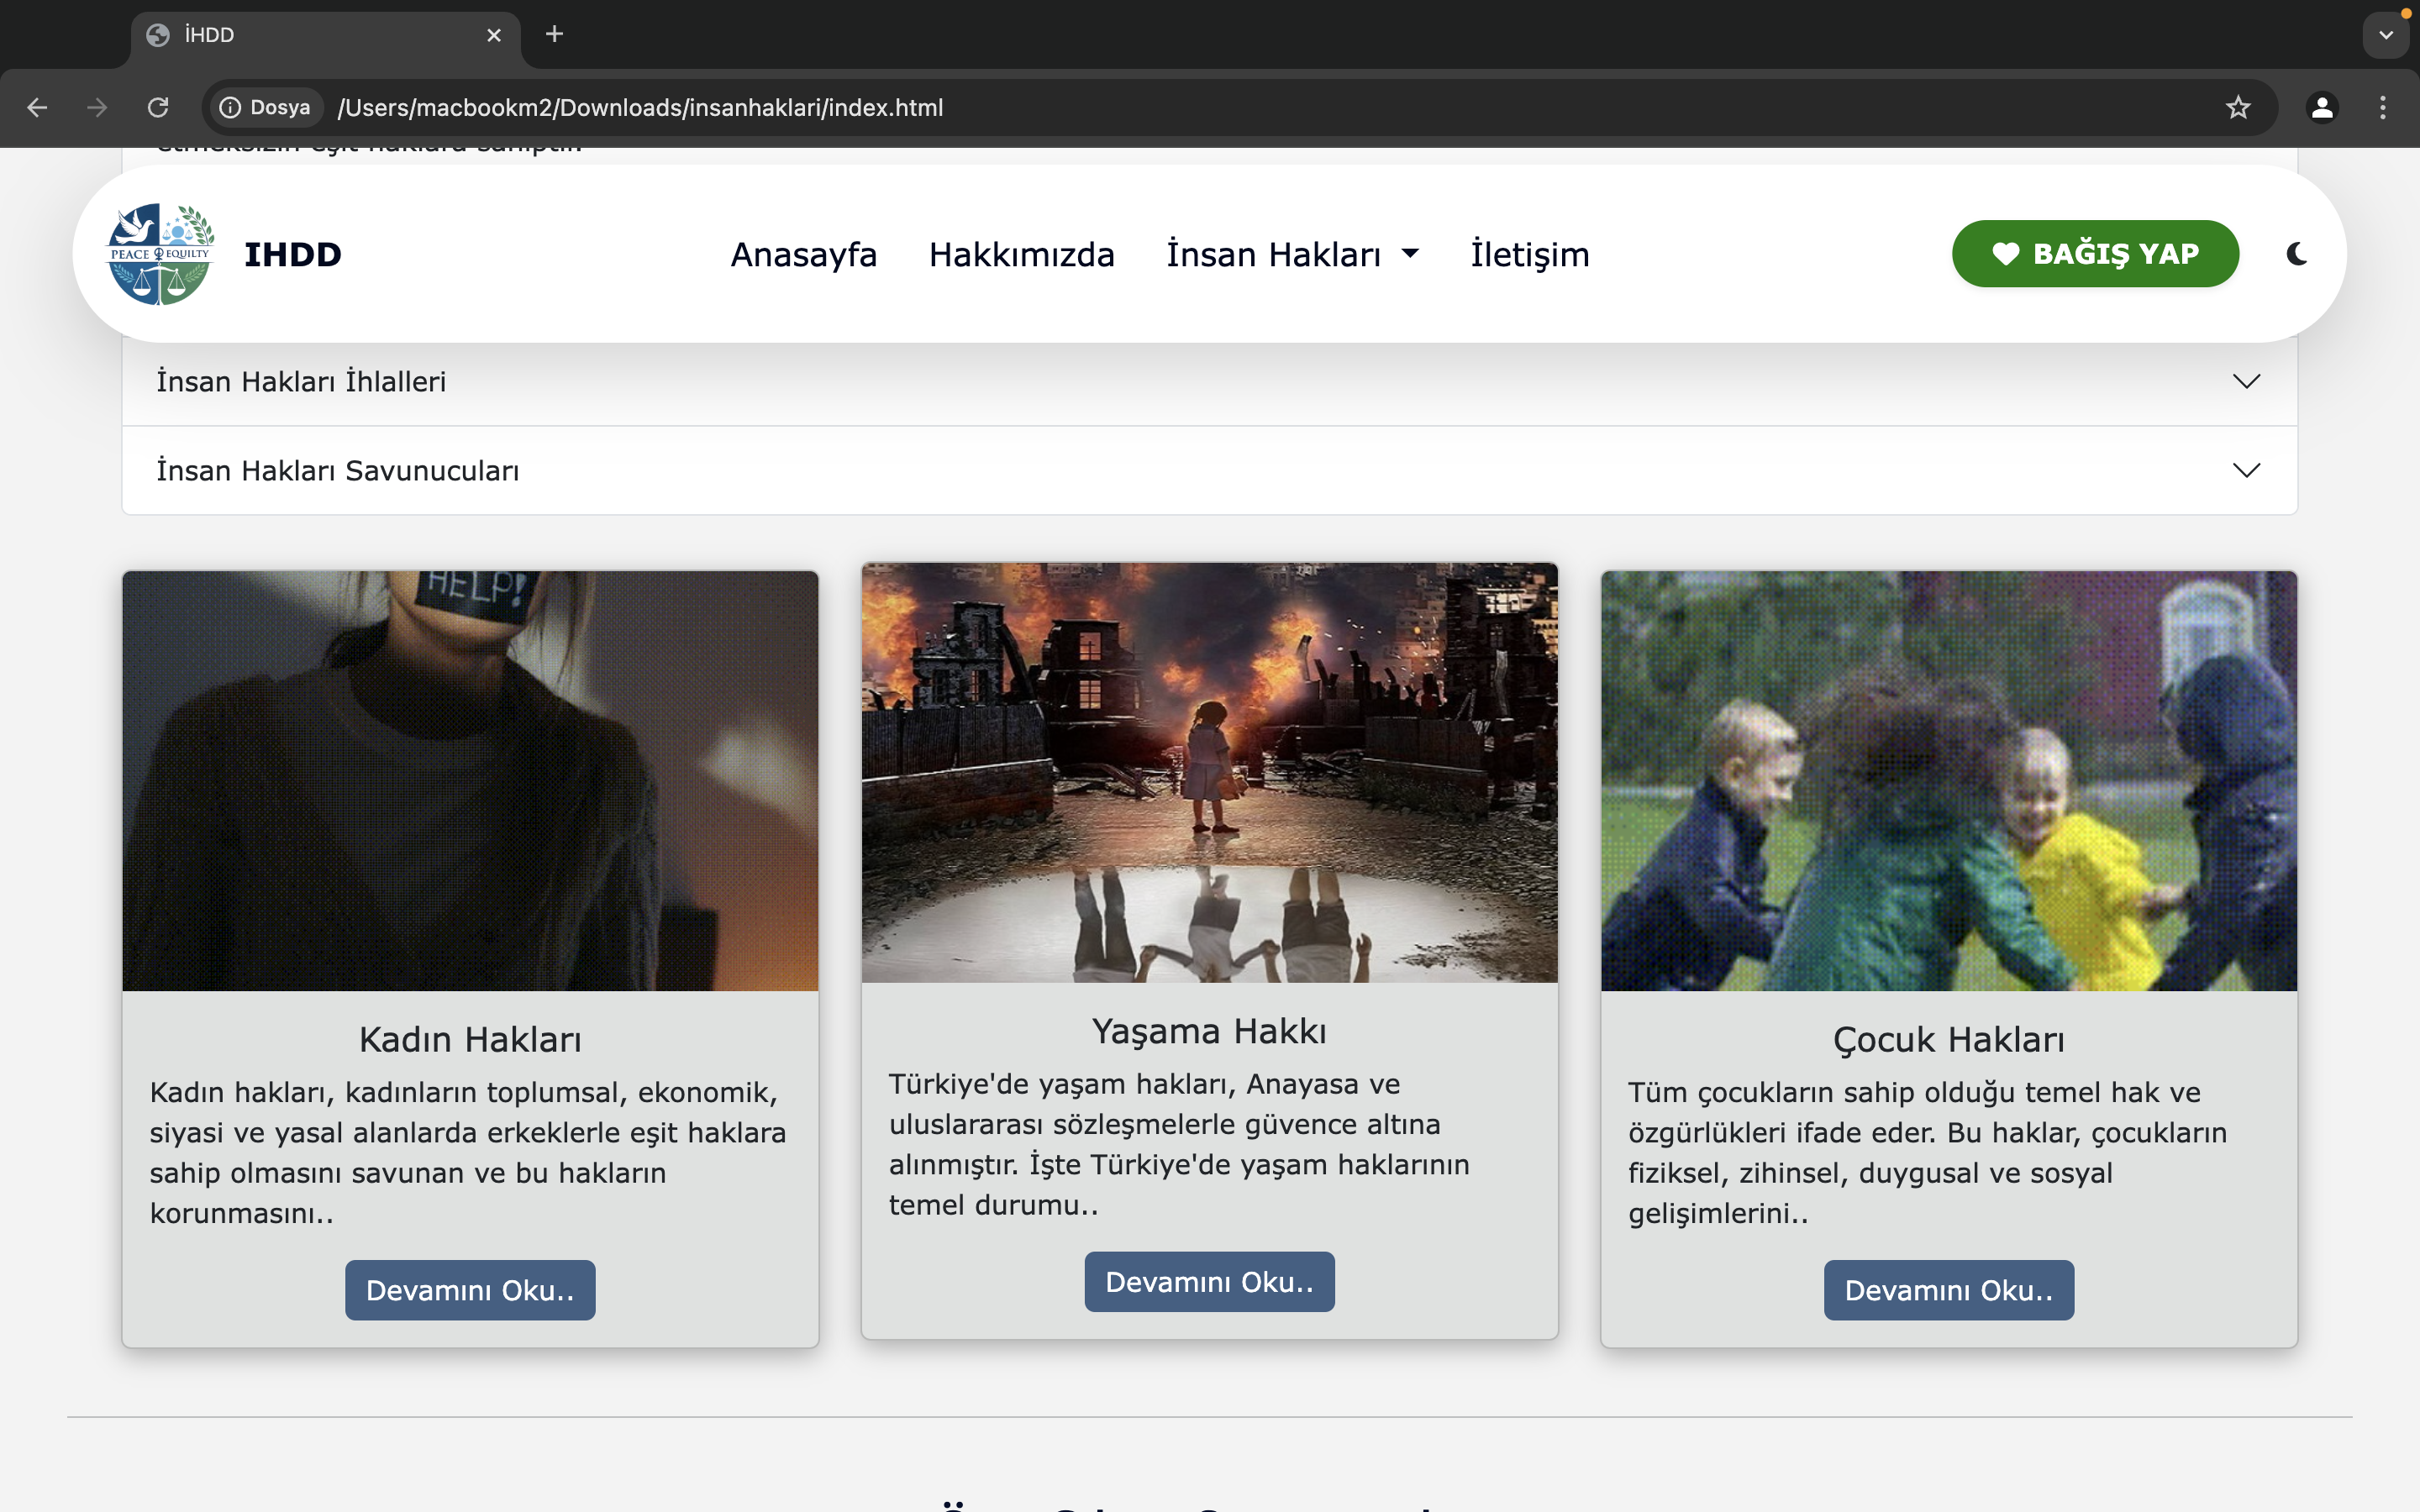 İHDD
Dosya /Users/macbookm2/Downloads/insanhaklari/index.html
etmeksizin eşit haklara sahiptir.
PEACE EQUILTY
IHDD
Anasayfa Hakkımızda İnsan Hakları İletişim
BAĞIŞ YAP
İnsan Hakları İhlalleri
İnsan Hakları Savunucuları
HELP!
Kadın Hakları
Kadın hakları, kadınların toplumsal, ekonomik,
siyasi ve yasal alanlarda erkeklerle eşit haklara
sahip olmasını savunan ve bu hakların
korunmasını..
Devamını Oku..
Yaşama Hakkı
Türkiye'de yaşam hakları, Anayasa ve
uluslararası sözleşmelerle güvence altına
alınmıştır. İşte Türkiye'de yaşam haklarının
temel durumu..
Devamını Oku..
Çocuk Hakları
Tüm çocukların sahip olduğu temel hak ve
özgürlükleri ifade eder. Bu haklar, çocukların
fiziksel, zihinsel, duygusal ve sosyal
gelişimlerini..
Devamını Oku..